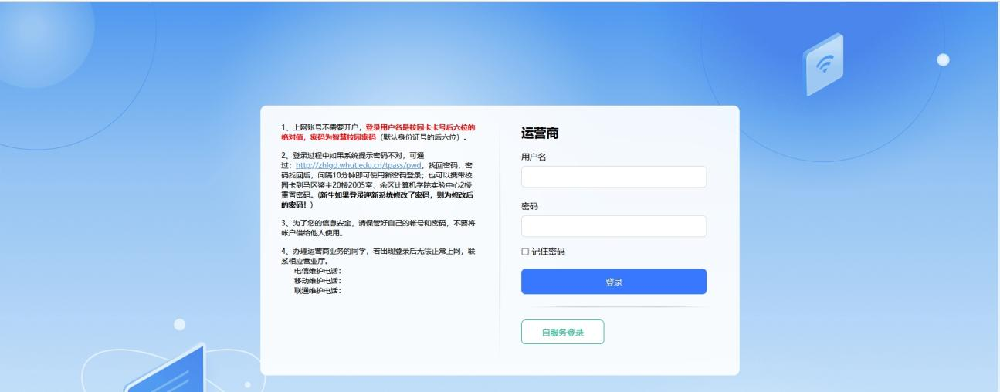 1、上网账号不需要开户，登录用户名是校园卡卡号后六位的
绝对值，密码为智慧校园密码（默认身份证号的后六位）。
2、登录过程中如果系统提示密码不对，可通
过：http://zhlgd.whut.edu.cn/tpass/pwd，找回密码，密
码找回后，间隔10分钟即可使用新密码登录；也可以携带校
园卡到马区鉴主20楼2005室、余区计算机学院实验中心2楼
重置密码。(新生如果登录迎新系统修改了密码，则为修改后
的密码！)
3、为了您的信息安全，请保管好自己的帐号和密码，不要将
帐户借给他人使用。
4、办理运营商业务的同学，若出现登录后无法正常上网，联
系相应营业厅。
电信维护电话：
移动维护电话：
联通维护电话：
运营商
用户名
密码
记住密码
登录
自服务登录